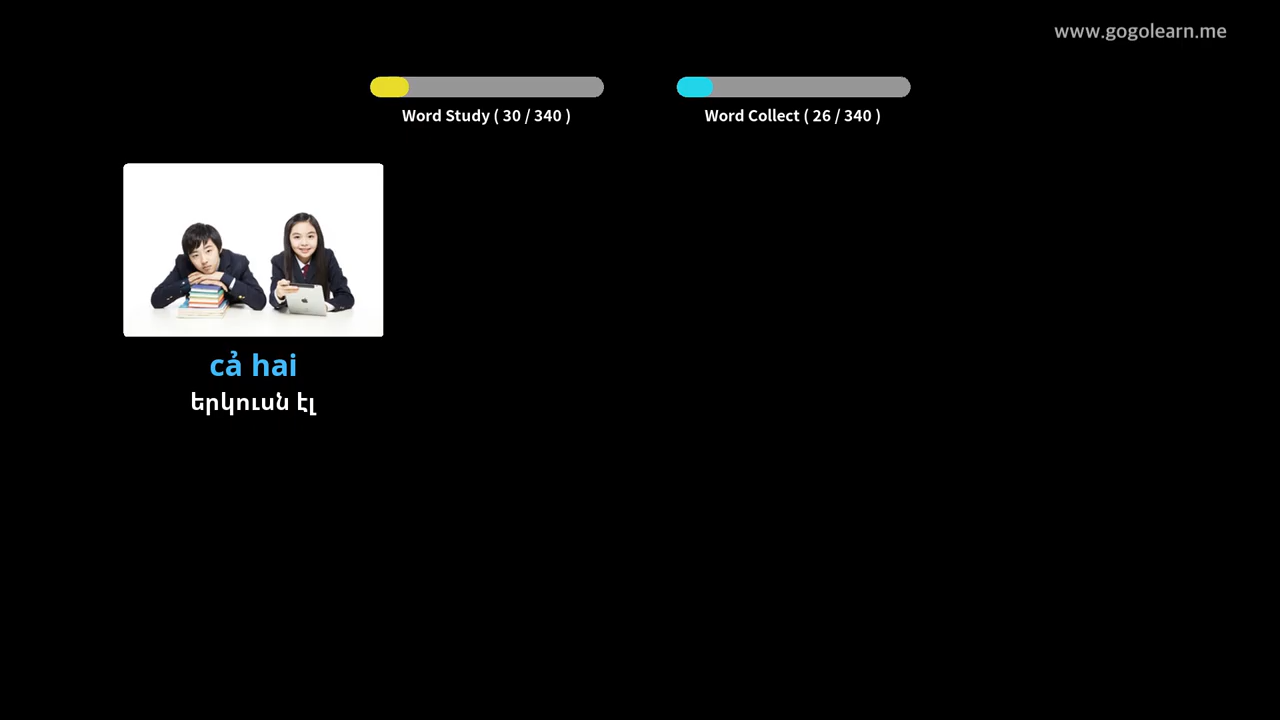 www.gogolearn.me
Word Study ( 30 / 340 )
Word Collect ( 26 / 340 )
cả hai
երկուսն էլ